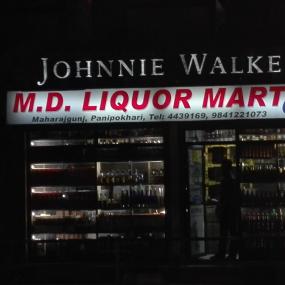 JOHNNIE WALKE
M.D. LIQUOR MART
Maharajgunj, Panipokhari, Tel: 4439169, 9841221073